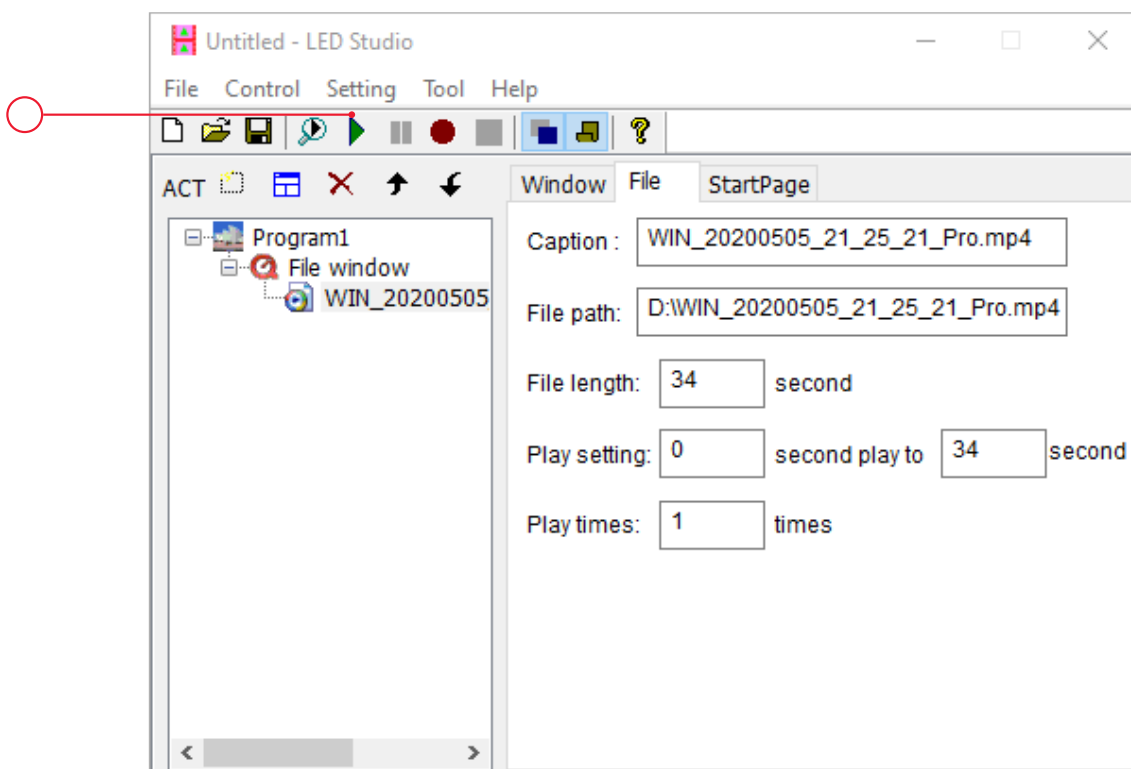 Untitled - LED Studio
File Control Setting Tool Help
ACT
Window File StartPage
Program1
File window
WIN_20200505
Caption : WIN_20200505_21_25_21_Pro.mp4
File path: D:\WIN_20200505_21_25_21_Pro.mp4
File length: 34 second
Play setting: 0 second play to 34 second
Play times: 1 times